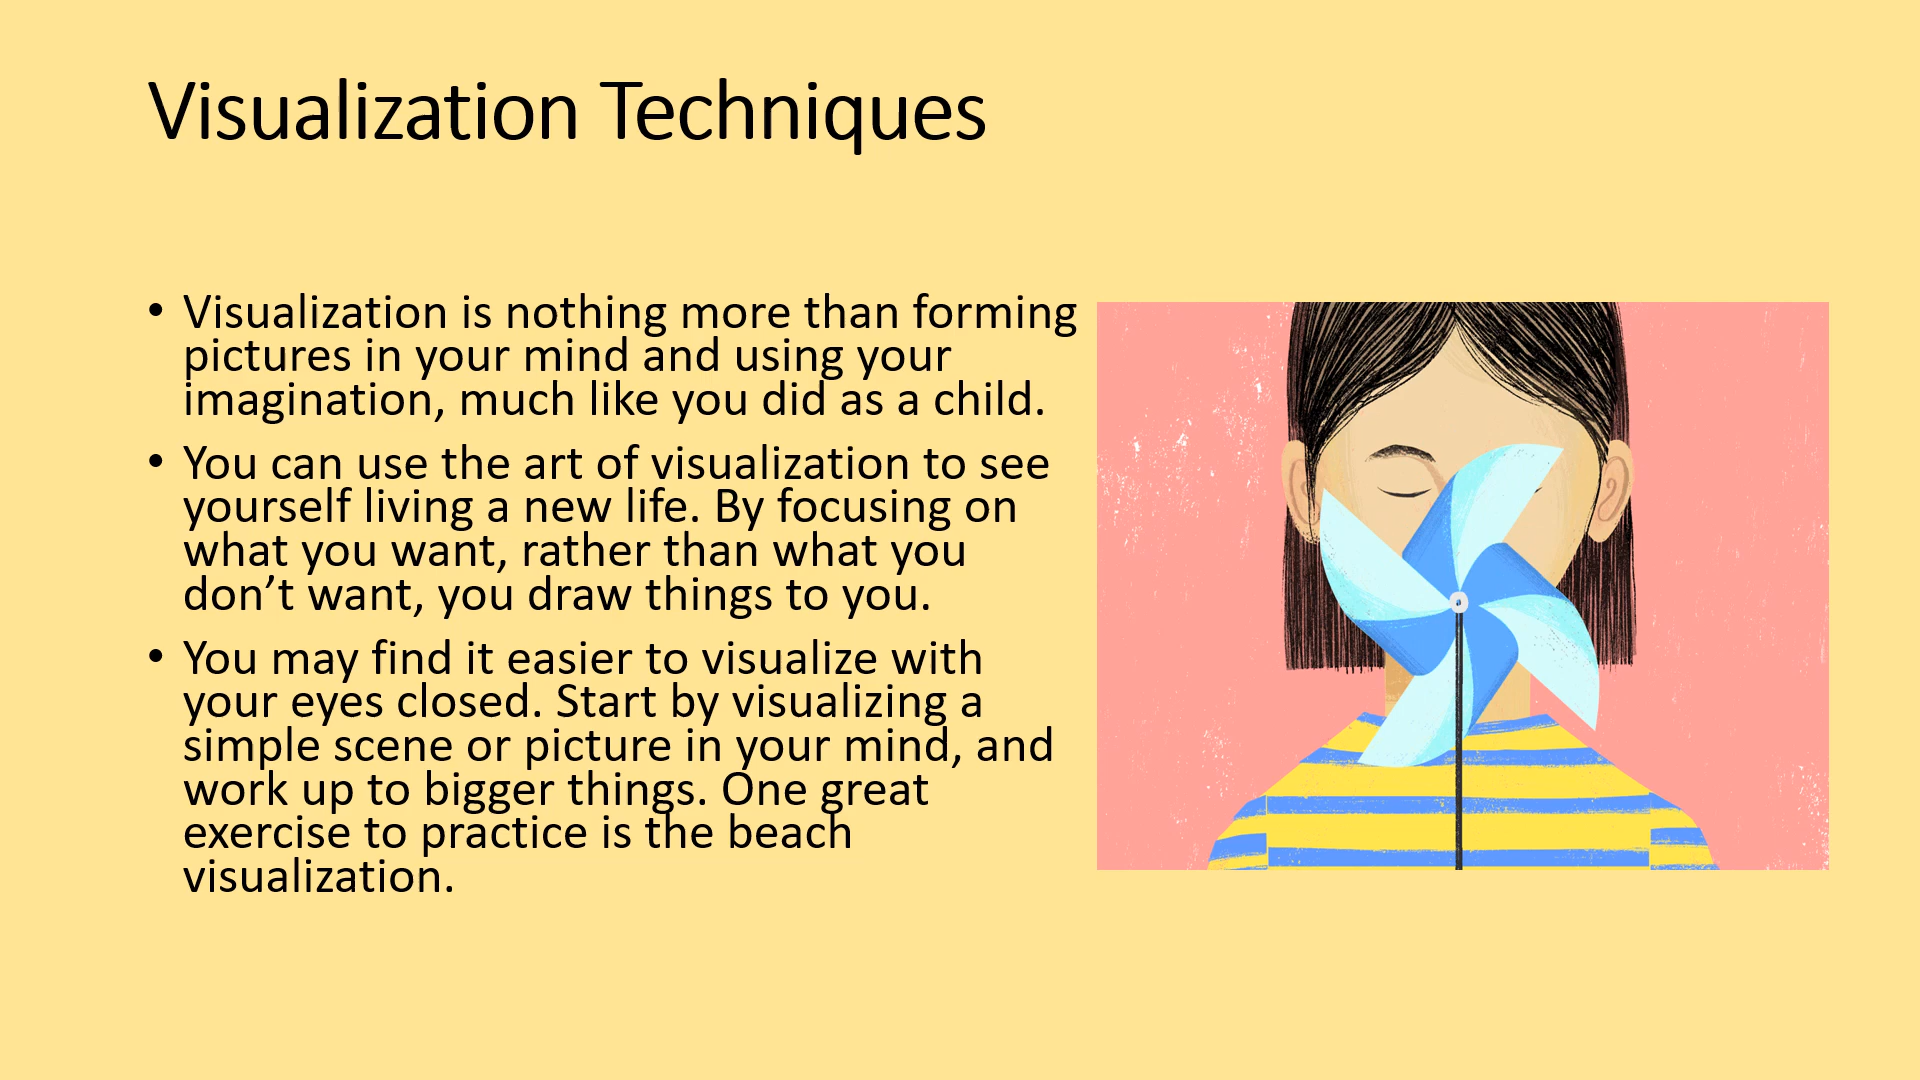 Visualization Techniques
• Visualization is nothing more than forming
pictures in your mind and using your
imagination, much like you did as a child.
• You can use the art of visualization to see
yourself living a new life. By focusing on
what you want, rather than what you
don’t want, you draw things to you.
• You may find it easier to visualize with
your eyes closed. Start by visualizing a
simple scene or picture in your mind, and
work up to bigger things. One great
exercise to practice is the beach
visualization.